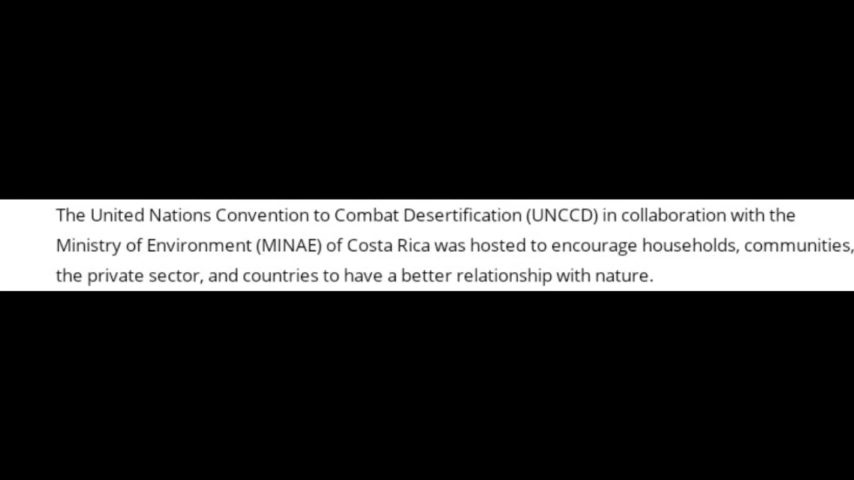 The United Nations Convention to Combat Desertification (UNCCD) in collaboration with the
Ministry of Environment (MINAE) of Costa Rica was hosted to encourage households, communities,
the private sector, and countries to have a better relationship with nature.